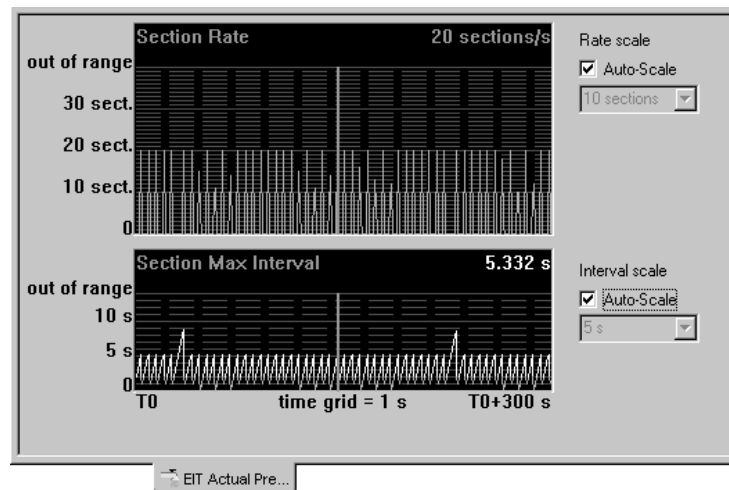 Section Rate 20 sections/s
out of range
30 sect.
20 sect.
10 sect.
0
Rate scale
Auto-Scale
10 sections
Section Max Interval 5.332 s
out of range
10 s
5 s
0
T0 time grid = 1 s T0+300 s
Interval scale
Auto-Scale
5 s
EIT Actual Pre...